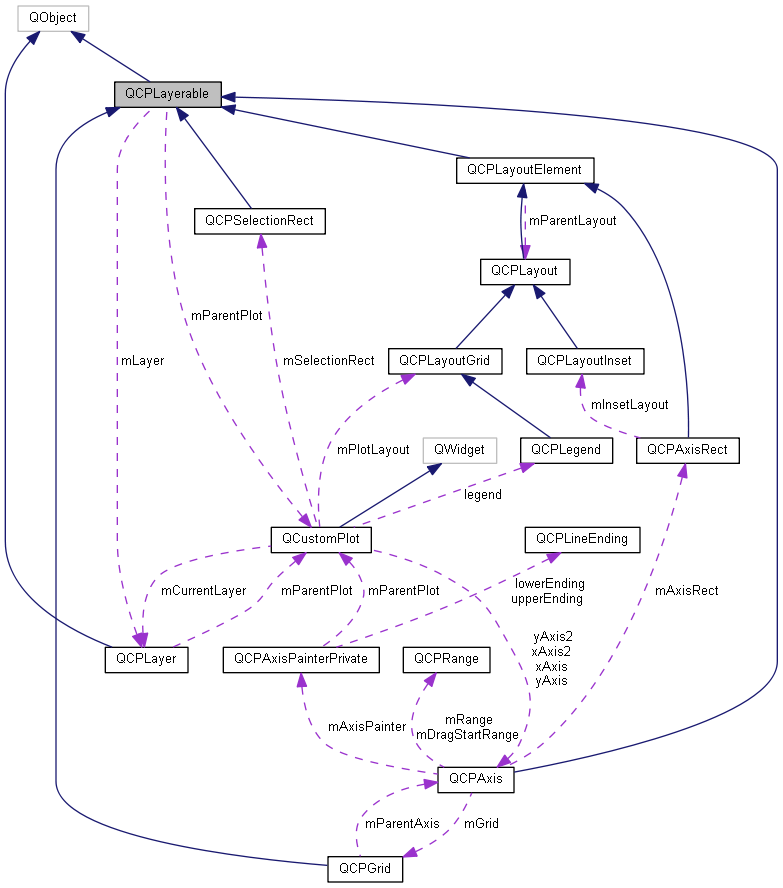 QObject
QCPLayerable
QCPLayoutElement
QCPSelectionRect
mParentLayout
QCPLayout
mParentPlot
mLayer
mSelectionRect
QCPLayoutGrid
QCPLayoutInset
mInsetLayout
mPlotLayout
QWidget
QCPLegend
QCPAxisRect
legend
QCustomPlot
QCPLineEnding
mCurrentLayer
mParentPlot
mParentPlot
lowerEnding
upperEnding
mAxisRect
yAxis2
xAxis2
xAxis
yAxis
QCPLayer
QCPAxisPainterPrivate
QCPRange
mAxisPainter
mRange
mDragStartRange
QCPAxis
mParentAxis
mGrid
QCPGrid